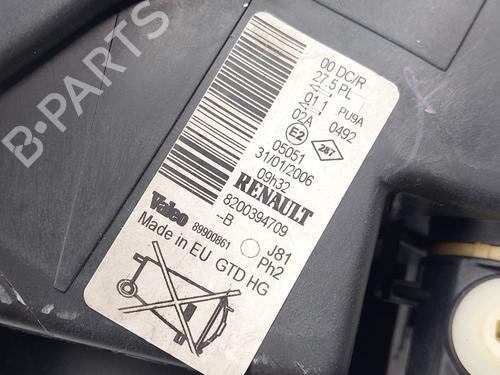 B-PARTS
00 DC/R
27.5 PL
01.1 PU9A
02A 0492
E2 287
05051
31/01/2006
09h32
RENAULT
8200394709
--B
Valeo 89900861 J81
Made in EU GTD HG Ph2